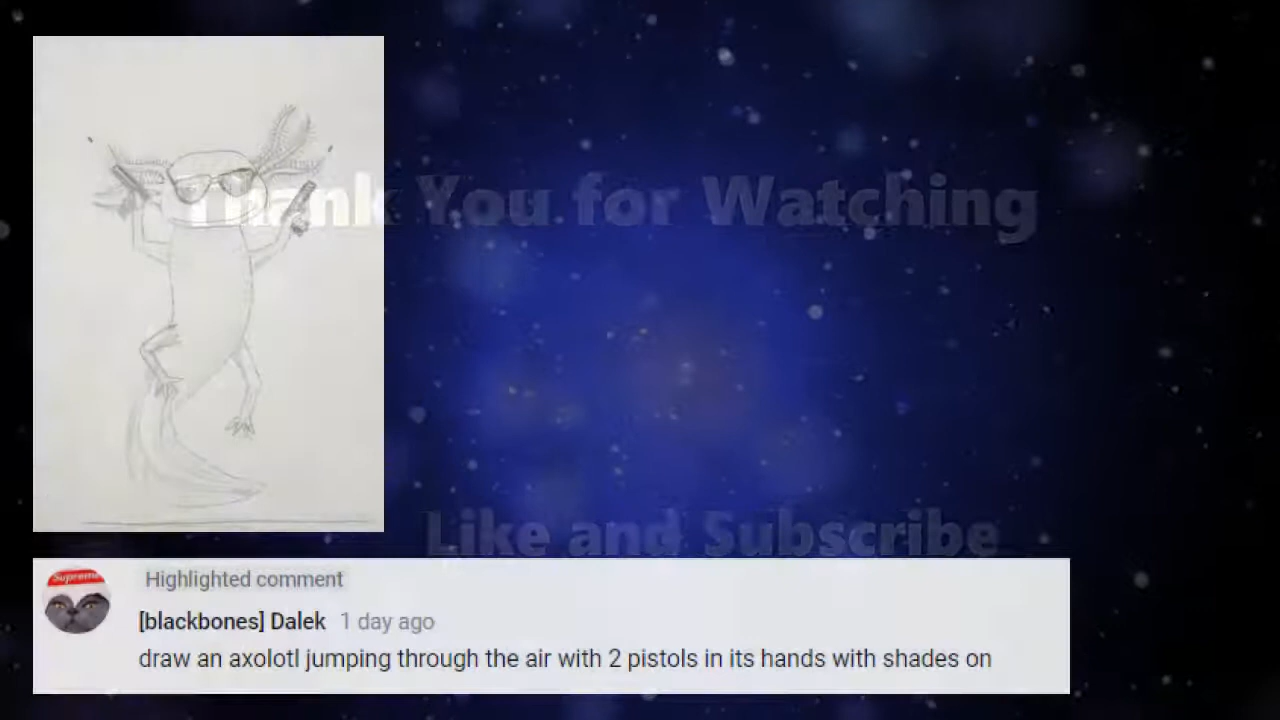 Thank You for Watching
Like and Subscribe
Supreme
Highlighted comment
[blackbones] Dalek 1 day ago
draw an axolotl jumping through the air with 2 pistols in its hands with shades on